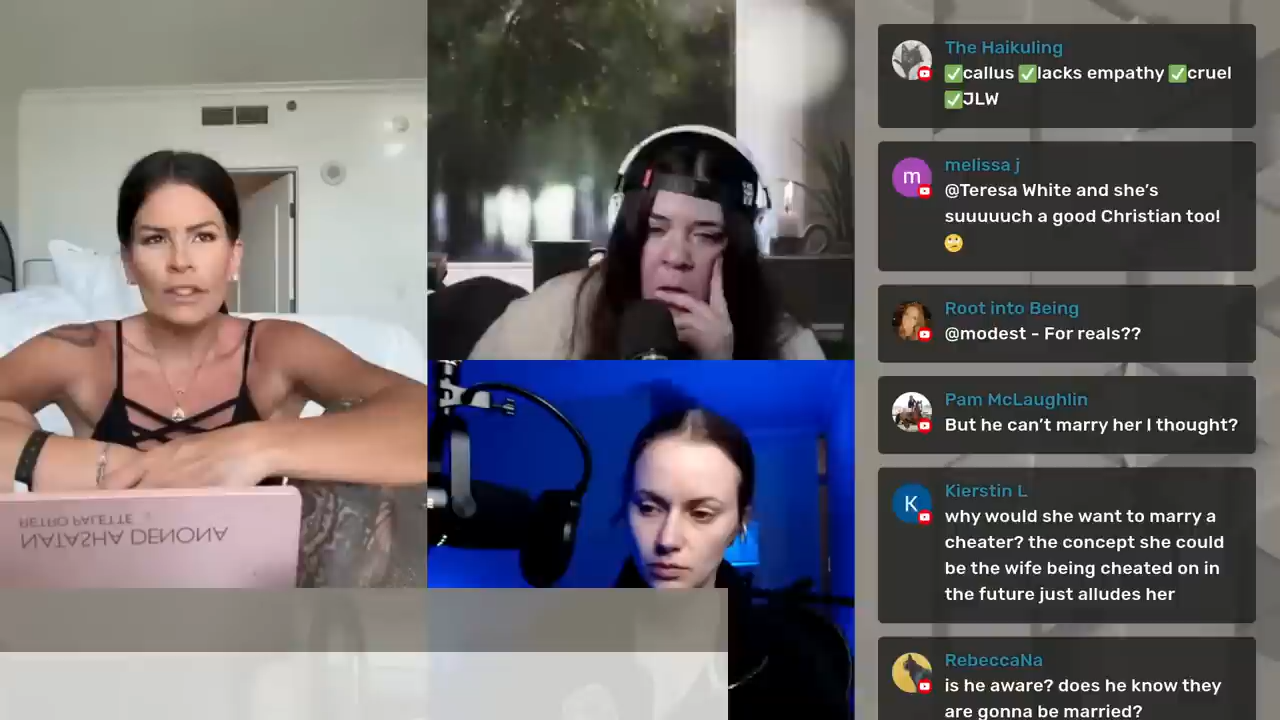 RETRO PALETTE
NATASHA DENONA
The Haikuling
✅callus ✅lacks empathy ✅cruel
✅JLW
m
melissa j
@Teresa White and she's
suuuuuch a good Christian too!
🙄
Root into Being
@modest - For reals??
Pam McLaughlin
But he can't marry her I thought?
K
Kierstin L
why would she want to marry a
cheater? the concept she could
be the wife being cheated on in
the future just alludes her
RebeccaNa
is he aware? does he know they
are gonna be married?